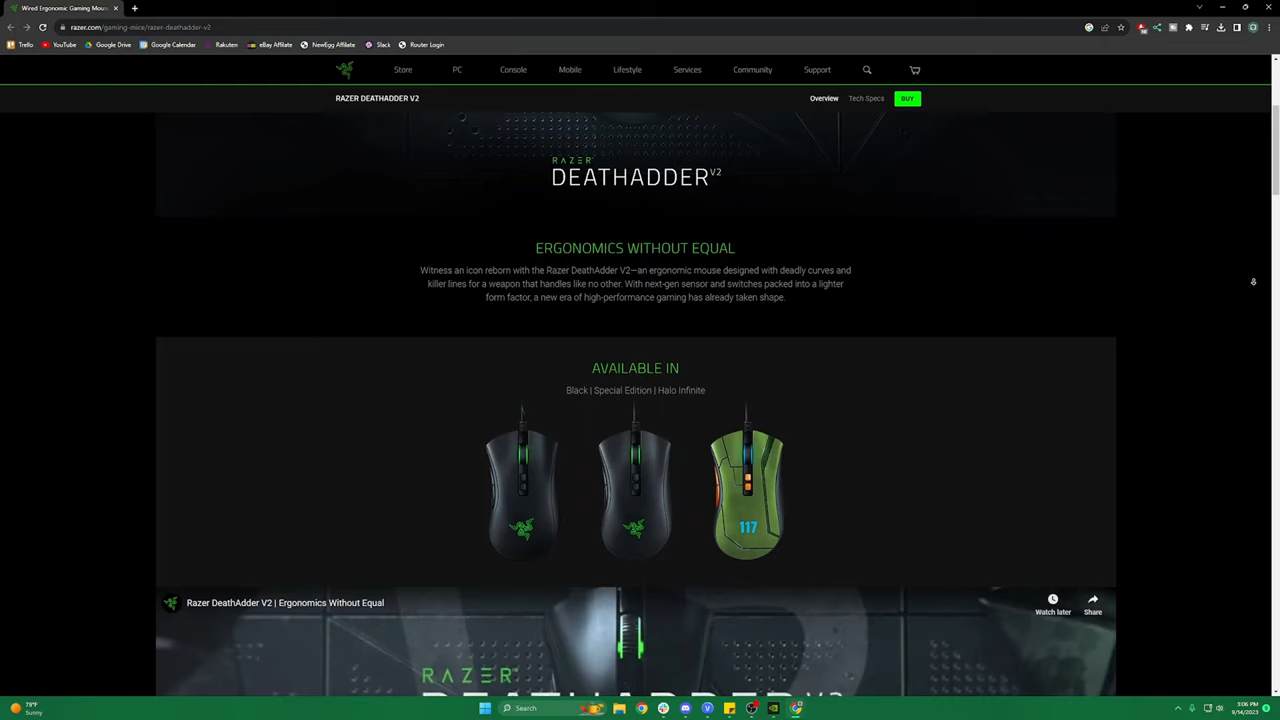 Wired Ergonomic Gaming Mous
razer.com/gaming-mice/razer-deathadder-v2
Trello YouTube Google Drive Google Calendar Rakuten eBay Affiliate NewEgg Affiliate Slack Router Login
Store PC Console Mobile Lifestyle Services Community Support
RAZER DEATHADDER V2 Overview Tech Specs BUY
RAZER
DEATHADDER V2
ERGONOMICS WITHOUT EQUAL
Witness an icon reborn with the Razer DeathAdder V2—an ergonomic mouse designed with deadly curves and
killer lines for a weapon that handles like no other. With next-gen sensor and switches packed into a lighter
form factor, a new era of high-performance gaming has already taken shape.
AVAILABLE IN
Black | Special Edition | Halo Infinite
117
Razer DeathAdder V2 | Ergonomics Without Equal
Watch later Share
RAZER
DEATHADDER V2
79°F
Sunny
Search
3:06 PM
9/14/2023